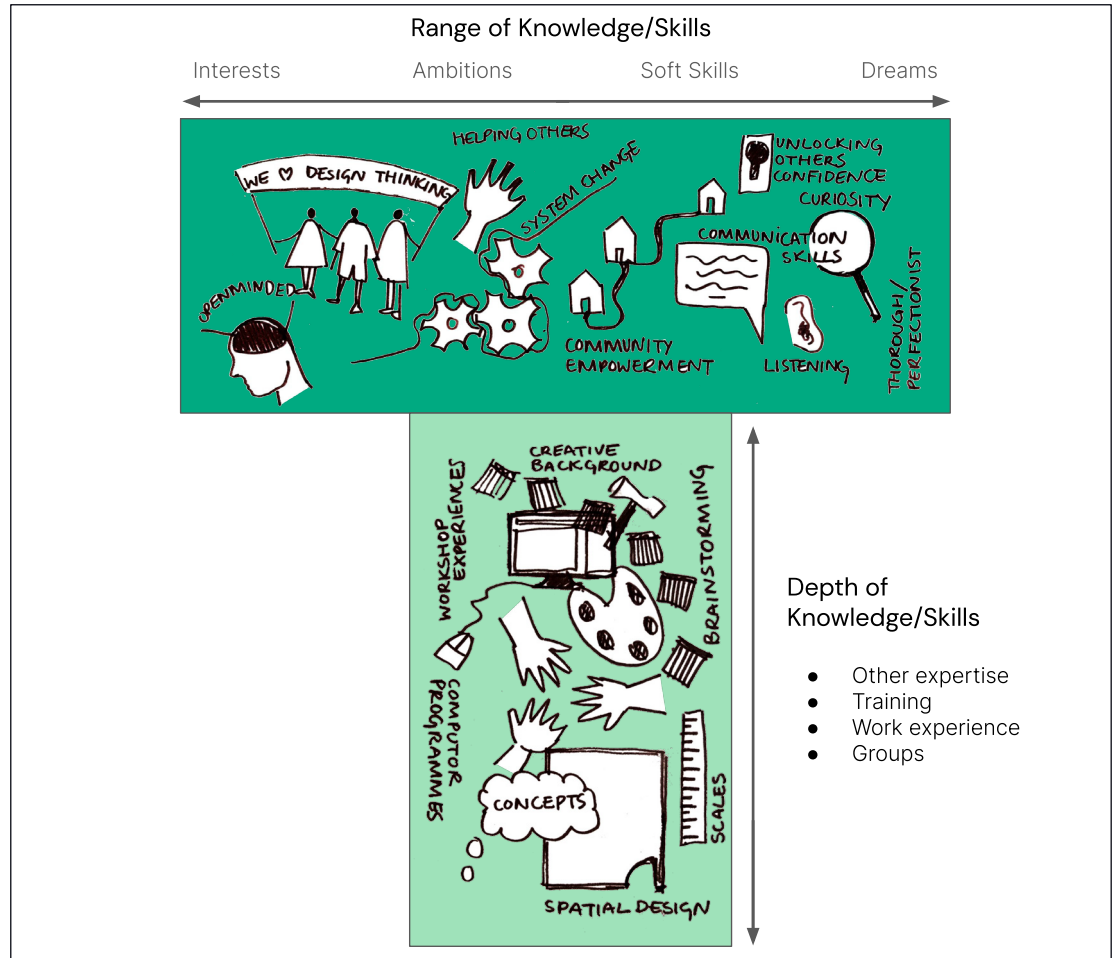 Range of Knowledge/Skills
Interests
Ambitions
Soft Skills
Dreams
HELPING OTHERS
WE ♡ DESIGN THINKING
SYSTEM CHANGE
UNLOCKING
OTHERS
CONFIDENCE
CURIOSITY
COMMUNICATION
SKILLS
OPENMINDED
COMMUNITY
EMPOWERMENT
LISTENING
THOROUGH/
PERFECTIONIST
CREATIVE
BACKGROUND
WORKSHOP
EXPERIENCES
BRAINSTORMING
COMPUTOR
PROGRAMMES
CONCEPTS
SCALES
SPATIAL DESIGN
Depth of
Knowledge/Skills
● Other expertise
● Training
● Work experience
● Groups